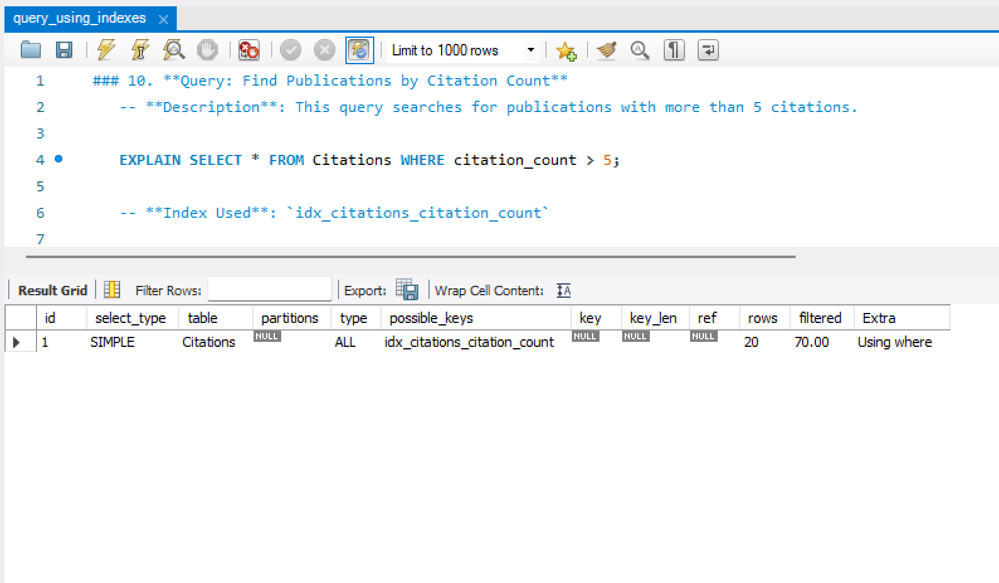 query_using_indexes
Limit to 1000 rows
1 ### 10. **Query: Find Publications by Citation Count**
2 -- **Description**: This query searches for publications with more than 5 citations.
3
4 EXPLAIN SELECT * FROM Citations WHERE citation_count > 5;
5
6 -- **Index Used**: `idx_citations_citation_count`
7
Result Grid Filter Rows: Export: Wrap Cell Content: IA
id select_type table partitions type possible_keys key key_len ref rows filtered Extra
1 SIMPLE Citations NULL ALL idx_citations_citation_count NULL NULL NULL 20 70.00 Using where